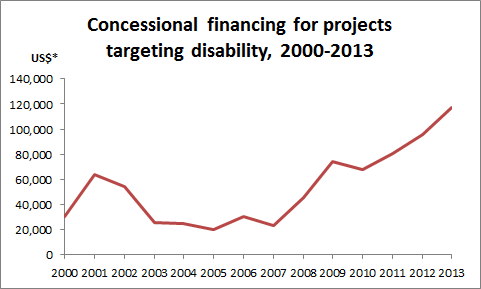 Concessional financing for projects
targeting disability, 2000-2013
US$*
140,000
120,000
100,000
80,000
60,000
40,000
20,000
0
2000 2001 2002 2003 2004 2005 2006 2007 2008 2009 2010 2011 2012 2013